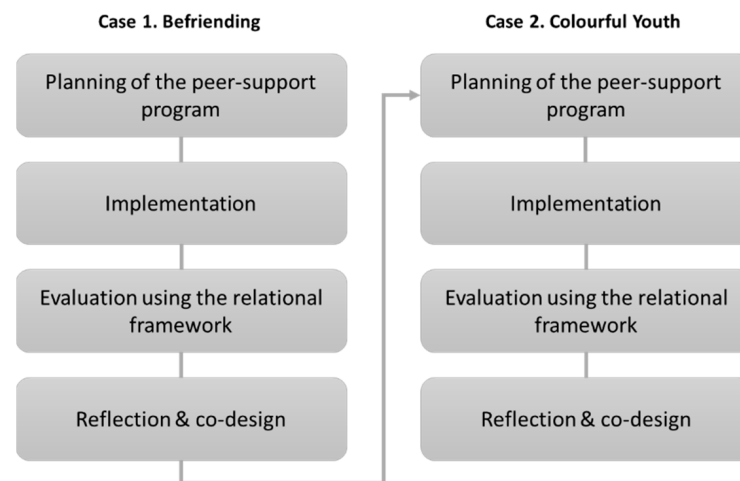 Case 1. Befriending
Planning of the peer-support
program
Implementation
Evaluation using the relational
framework
Reflection & co-design
Case 2. Colourful Youth
Planning of the peer-support
program
Implementation
Evaluation using the relational
framework
Reflection & co-design